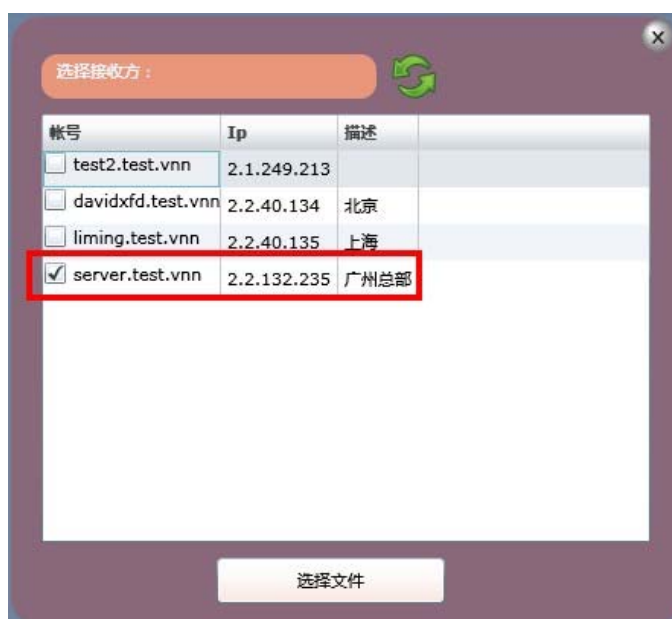 选择接收方：
帐号 Ip 描述
test2.test.vnn 2.1.249.213
davidxfd.test.vnn 2.2.40.134 北京
liming.test.vnn 2.2.40.135 上海
server.test.vnn 2.2.132.235 广州总部
选择文件